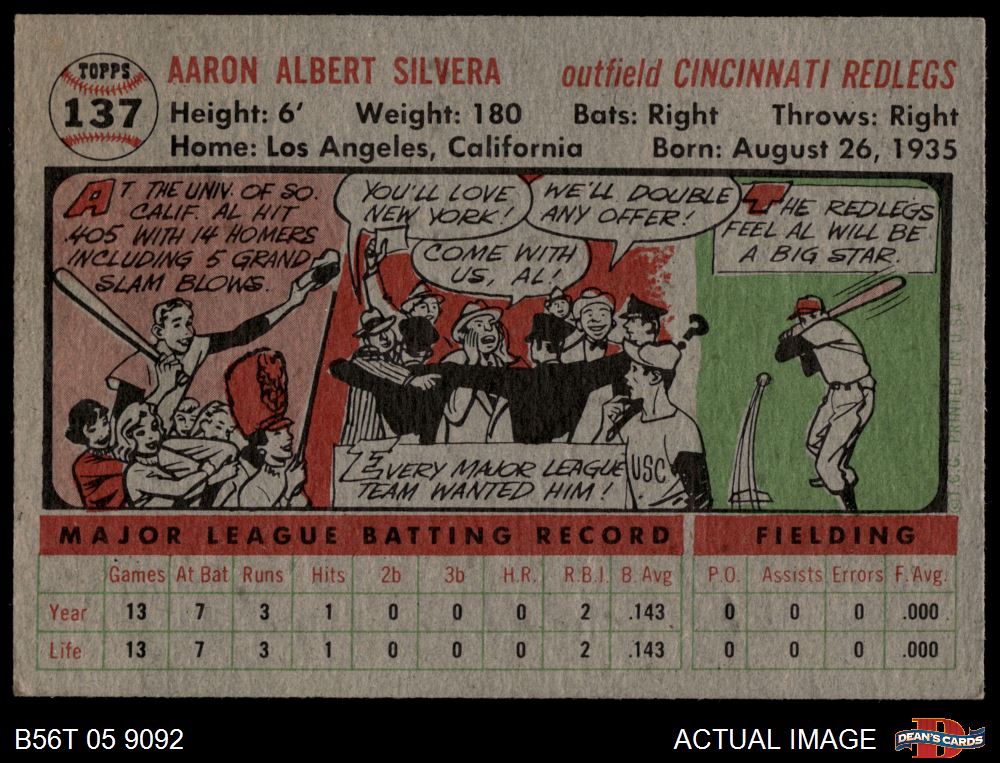 TOPPS
137
AARON ALBERT SILVERA outfield CINCINNATI REDLEGS
Height: 6' Weight: 180 Bats: Right Throws: Right
Home: Los Angeles, California Born: August 26, 1935
AT THE UNIV. OF SO.
CALIF. AL HIT
.405 WITH 14 HOMERS
INCLUDING 5 GRAND
SLAM BLOWS.
YOU'LL LOVE
NEW YORK!
WE'LL DOUBLE
ANY OFFER!
COME WITH
US, AL!
?
USC
EVERY MAJOR LEAGUE
TEAM WANTED HIM!
THE REDLEGS
FEEL AL WILL BE
A BIG STAR.
©T.C.G. PRINTED IN U.S.A.
MAJOR LEAGUE BATTING RECORD FIELDING
Games At Bat Runs Hits 2b 3b H.R. R.B.I. B. Avg P.O. Assists Errors F. Avg.
Year 13 7 3 1 0 0 0 2 .143 0 0 0 .000
Life 13 7 3 1 0 0 0 2 .143 0 0 0 .000
B56T 05 9092 ACTUAL IMAGE DEAN'S CARDS